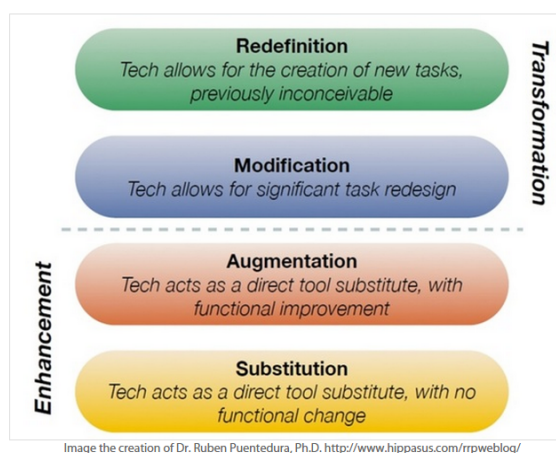 Redefinition
Tech allows for the creation of new tasks,
previously inconceivable
Transformation
Modification
Tech allows for significant task redesign
Augmentation
Tech acts as a direct tool substitute, with
functional improvement
Enhancement
Substitution
Tech acts as a direct tool substitute, with no
functional change
Image the creation of Dr. Ruben Puentedura, Ph.D. http://www.hippasus.com/rrpweblog/